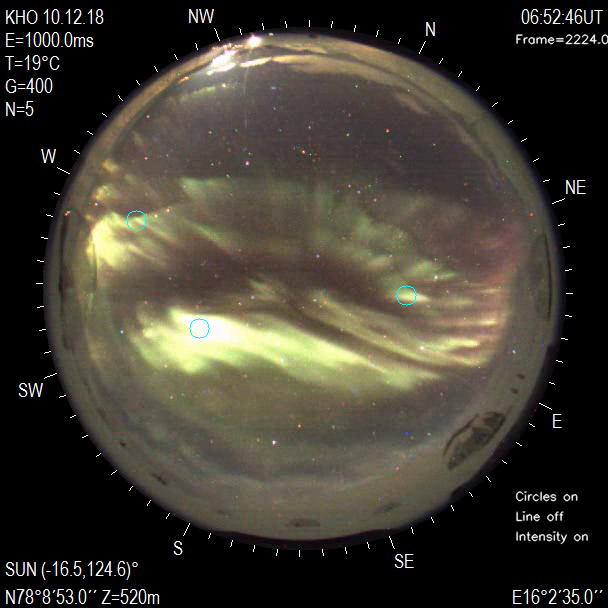 KHO 10.12.18
E=1000.0ms
T=19°C
G=400
N=5
NW
N
06:52:46UT
Frame=2224.0
W
NE
SW
E
S
SE
Circles on
Line off
Intensity on
SUN (-16.5,124.6)°
N78°8'53.0'' Z=520m
E16°2'35.0''